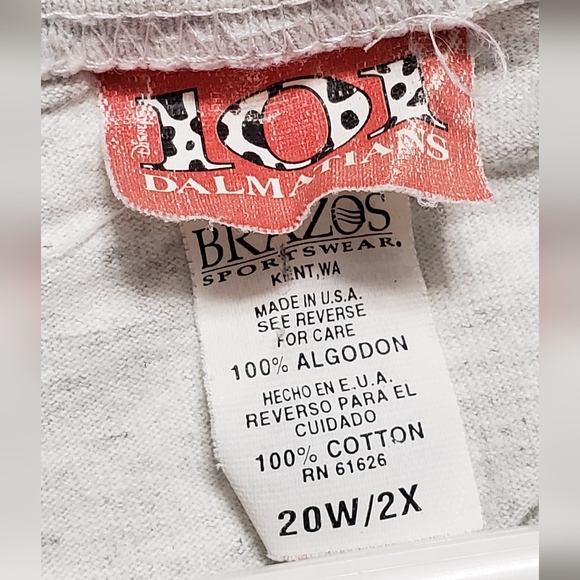 Disney
101
DALMATIANS
BRAZOS
SPORTSWEAR®
KENT, WA
MADE IN U.S.A.
SEE REVERSE
FOR CARE
100% ALGODON
HECHO EN E.U.A.
REVERSO PARA EL
CUIDADO
100% COTTON
RN 61626
20W/2X